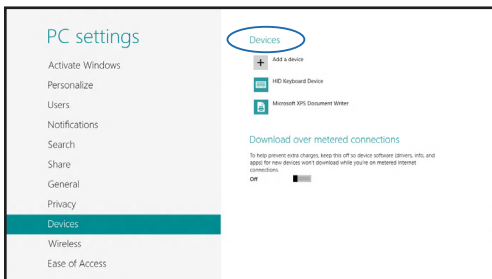 PC settings
Activate Windows
Personalize
Users
Notifications
Search
Share
General
Privacy
Devices
Wireless
Ease of Access
Devices
Add a device
HID Keyboard Device
Microsoft XPS Document Writer
Download over metered connections
To help prevent extra charges, keep this off so device software (drivers, info, and
apps) for new devices won't download while you're on metered Internet
connections.
Off